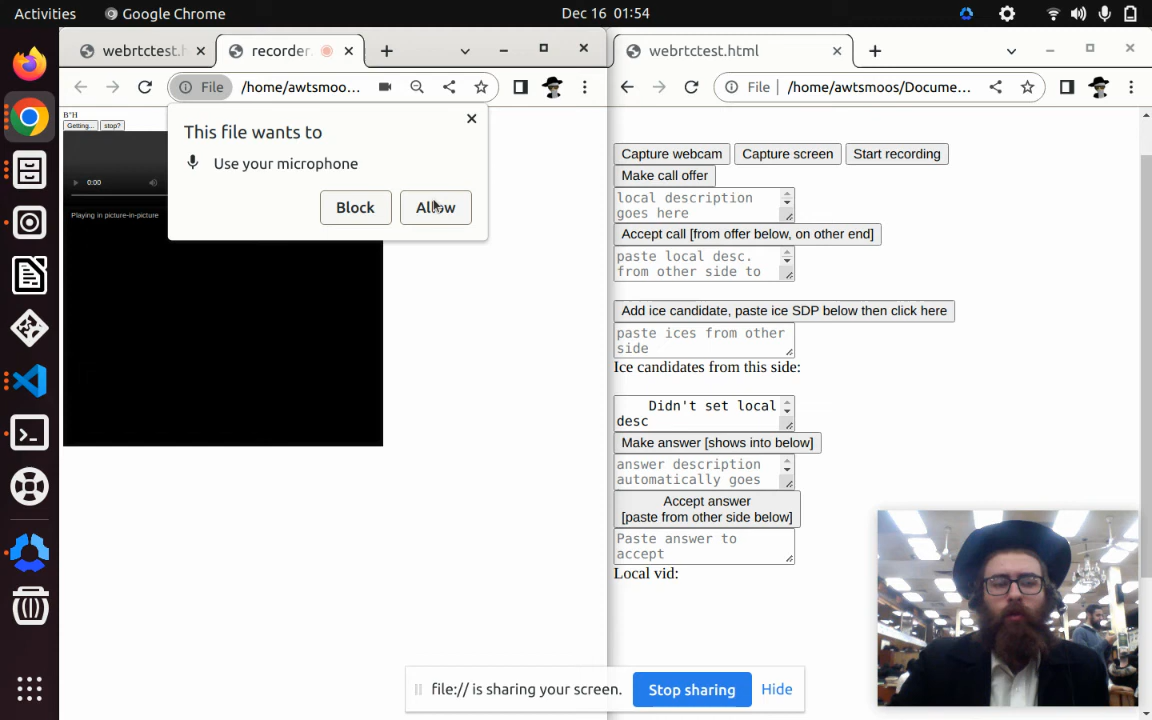 Activities
Google Chrome
Dec 16 01:54
webrtctest.h
recorder.
File
/home/awtsmoo...
B"H
Getting...
stop?
0:00
Playing in picture-in-picture
This file wants to
Use your microphone
Block
Allow
webrtctest.html
File
/home/awtsmoos/Docume...
Capture webcam
Capture screen
Start recording
Make call offer
local description
goes here
Accept call [from offer below, on other end]
paste local desc.
from other side to
Add ice candidate, paste ice SDP below then click here
paste ices from other
side
Ice candidates from this side:
Didn't set local
desc
Make answer [shows into below]
answer description
automatically goes
Accept answer
[paste from other side below]
Paste answer to
accept
Local vid:
file:// is sharing your screen.
Stop sharing
Hide